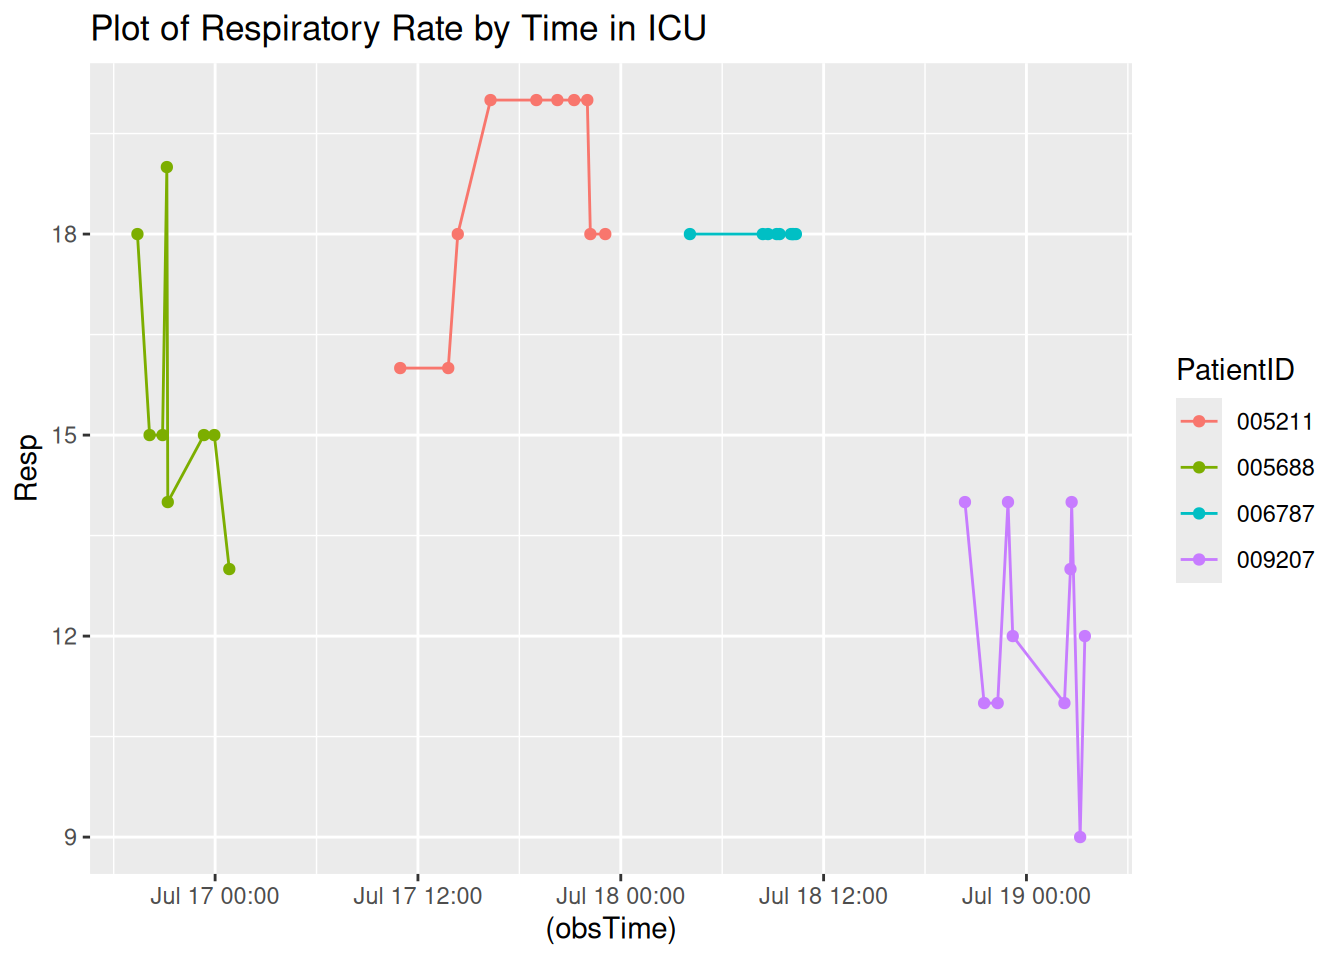 Plot of Respiratory Rate by Time in ICU
Resp
18
15
12
9
Jul 17 00:00 Jul 17 12:00 Jul 18 00:00 Jul 18 12:00 Jul 19 00:00
(obsTime)
PatientID
005211
005688
006787
009207